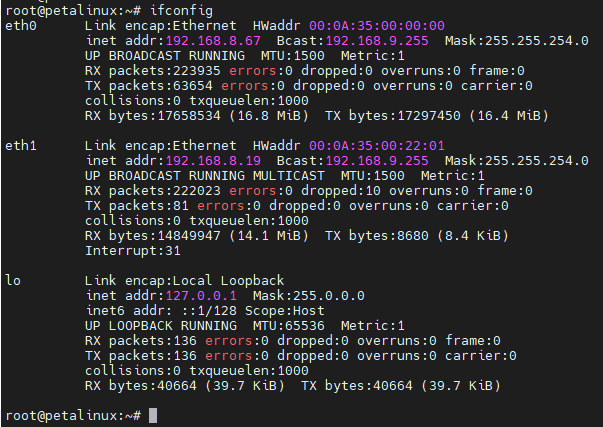 root@petalinux:~# ifconfig
eth0      Link encap:Ethernet  HWaddr 00:0A:35:00:00:00
          inet addr:192.168.8.67  Bcast:192.168.9.255  Mask:255.255.254.0
          UP BROADCAST RUNNING  MTU:1500  Metric:1
          RX packets:223935 errors:0 dropped:0 overruns:0 frame:0
          TX packets:63654 errors:0 dropped:0 overruns:0 carrier:0
          collisions:0 txqueuelen:1000
          RX bytes:17658534 (16.8 MiB)  TX bytes:17297450 (16.4 MiB)

eth1      Link encap:Ethernet  HWaddr 00:0A:35:00:22:01
          inet addr:192.168.8.19  Bcast:192.168.9.255  Mask:255.255.254.0
          UP BROADCAST RUNNING MULTICAST  MTU:1500  Metric:1
          RX packets:222023 errors:0 dropped:10 overruns:0 frame:0
          TX packets:81 errors:0 dropped:0 overruns:0 carrier:0
          collisions:0 txqueuelen:1000
          RX bytes:14849947 (14.1 MiB)  TX bytes:8680 (8.4 KiB)
          Interrupt:31

lo        Link encap:Local Loopback
          inet addr:127.0.0.1  Mask:255.0.0.0
          inet6 addr: ::1/128 Scope:Host
          UP LOOPBACK RUNNING  MTU:65536  Metric:1
          RX packets:136 errors:0 dropped:0 overruns:0 frame:0
          TX packets:136 errors:0 dropped:0 overruns:0 carrier:0
          collisions:0 txqueuelen:1000
          RX bytes:40664 (39.7 KiB)  TX bytes:40664 (39.7 KiB)

root@petalinux:~#